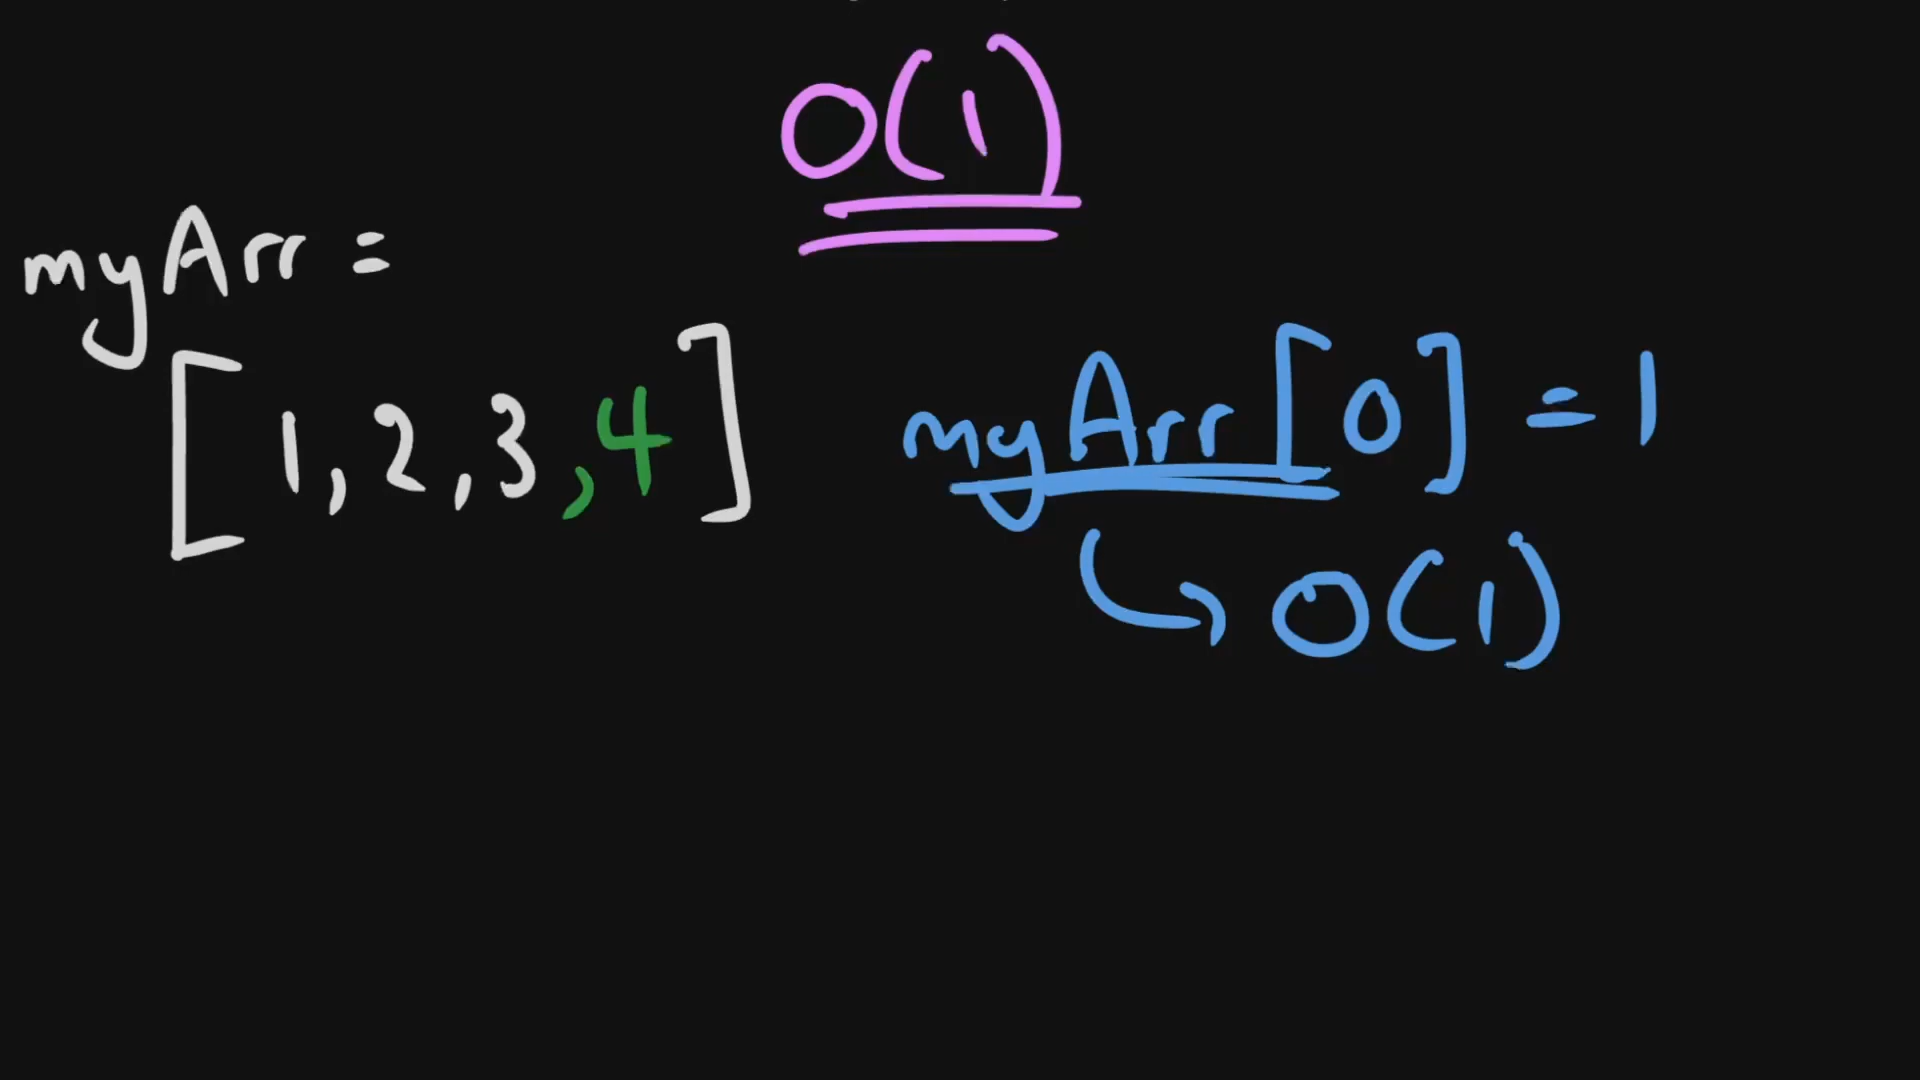 O(1)
myArr =
[1,2,3,4]
myArr[0] = 1
O(1)